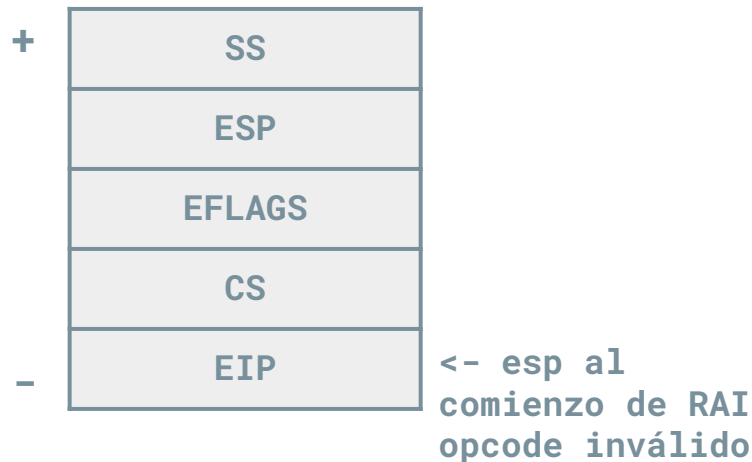 +
SS
ESP
EFLAGS
CS
EIP
-
<- esp al
comienzo de RAI
opcode inválido